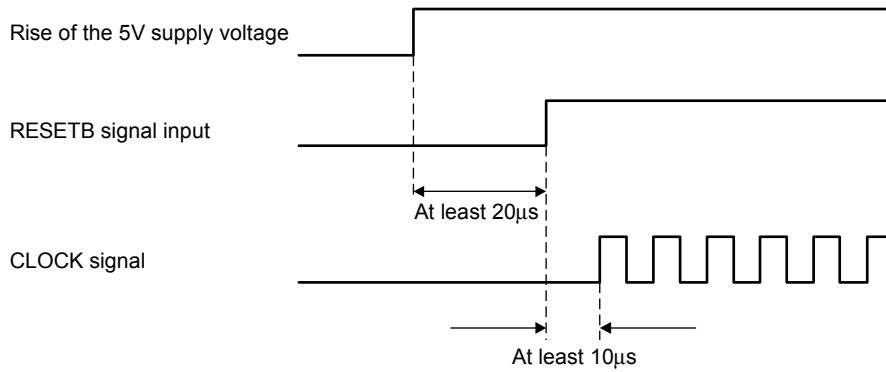 Rise of the 5V supply voltage
RESETB signal input
At least 20μs
CLOCK signal
At least 10μs